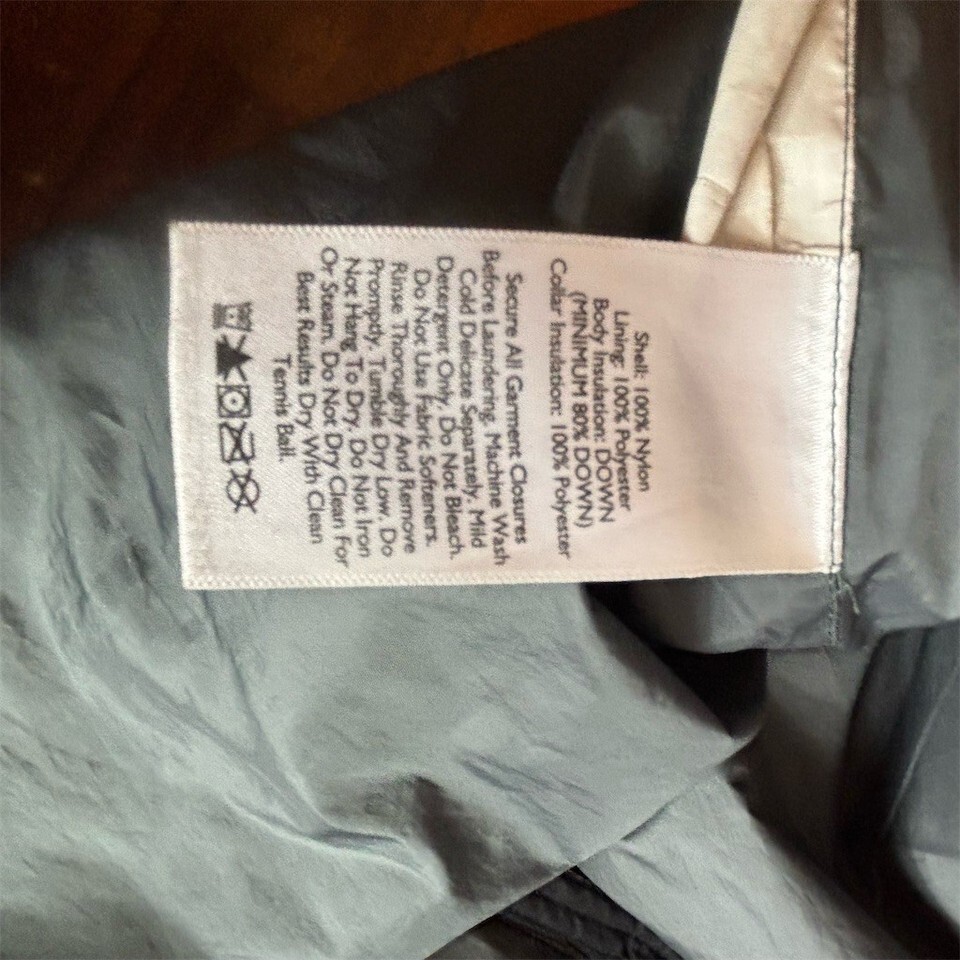 Shell: 100% Nylon
Lining: 100% Polyester
Body Insulation: DOWN
(MINIMUM 80% DOWN)
Collar Insulation: 100% Polyester
Secure All Garment Closures
Before Laundering. Machine Wash
Cold Delicate Separately. Mild
Detergent Only. Do Not Bleach.
Do Not Use Fabric Softeners.
Rinse Thoroughly And Remove
Promptly. Tumble Dry Low. Do
Not Hang To Dry. Do Not Iron
Or Steam. Do Not Dry Clean For
Best Results Dry With Clean
Tennis Ball.